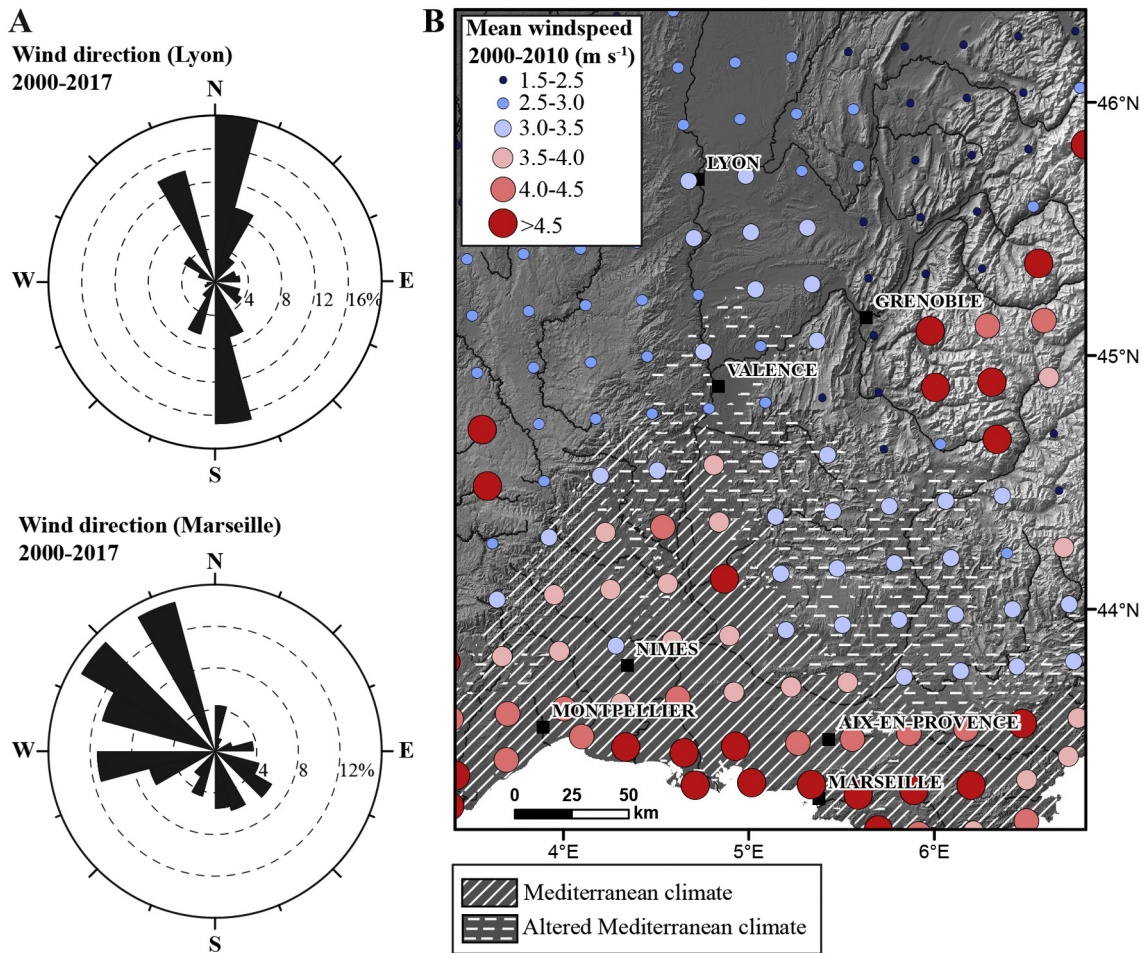 A
Wind direction (Lyon)
2000-2017
N
W
E
4
8
12
16%
S
Wind direction (Marseille)
2000-2017
N
W
E
4
8
12%
S
B
Mean windspeed
2000-2010 (m s⁻¹)
1.5-2.5
2.5-3.0
3.0-3.5
3.5-4.0
4.0-4.5
>4.5
LYON
GRENOBLE
VALENCE
NIMES
MONTPELLIER
AIX-EN-PROVENCE
MARSEILLE
0 25 50
km
46°N
45°N
44°N
4°E 5°E 6°E
Mediterranean climate
Altered Mediterranean climate